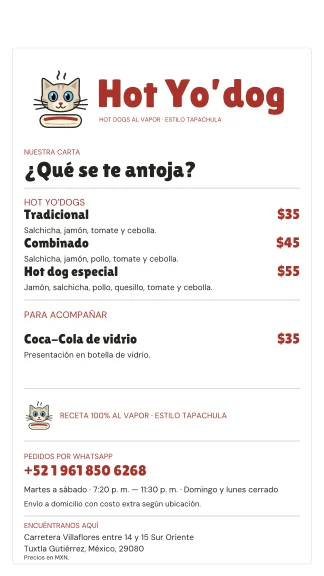 Hot Yo'dog
HOT DOGS AL VAPOR · ESTILO TAPACHULA
NUESTRA CARTA
¿Qué se te antoja?
HOT YO'DOGS
Tradicional $35
Salchicha, jamón, tomate y cebolla.
Combinado $45
Salchicha, jamón, pollo, tomate y cebolla.
Hot dog especial $55
Jamón, salchicha, pollo, quesillo, tomate y cebolla.
PARA ACOMPAÑAR
Coca-Cola de vidrio $35
Presentación en botella de vidrio.
RECETA 100% AL VAPOR · ESTILO TAPACHULA
PEDIDOS POR WHATSAPP
+52 1 961 850 6268
Martes a sábado · 7:20 p. m. — 11:30 p. m. · Domingo y lunes cerrado
Envío a domicilio con costo extra según ubicación.
ENCUÉNTRANOS AQUÍ
Carretera Villaflores entre 14 y 15 Sur Oriente
Tuxtla Gutiérrez, México, 29080
Precios en MXN.